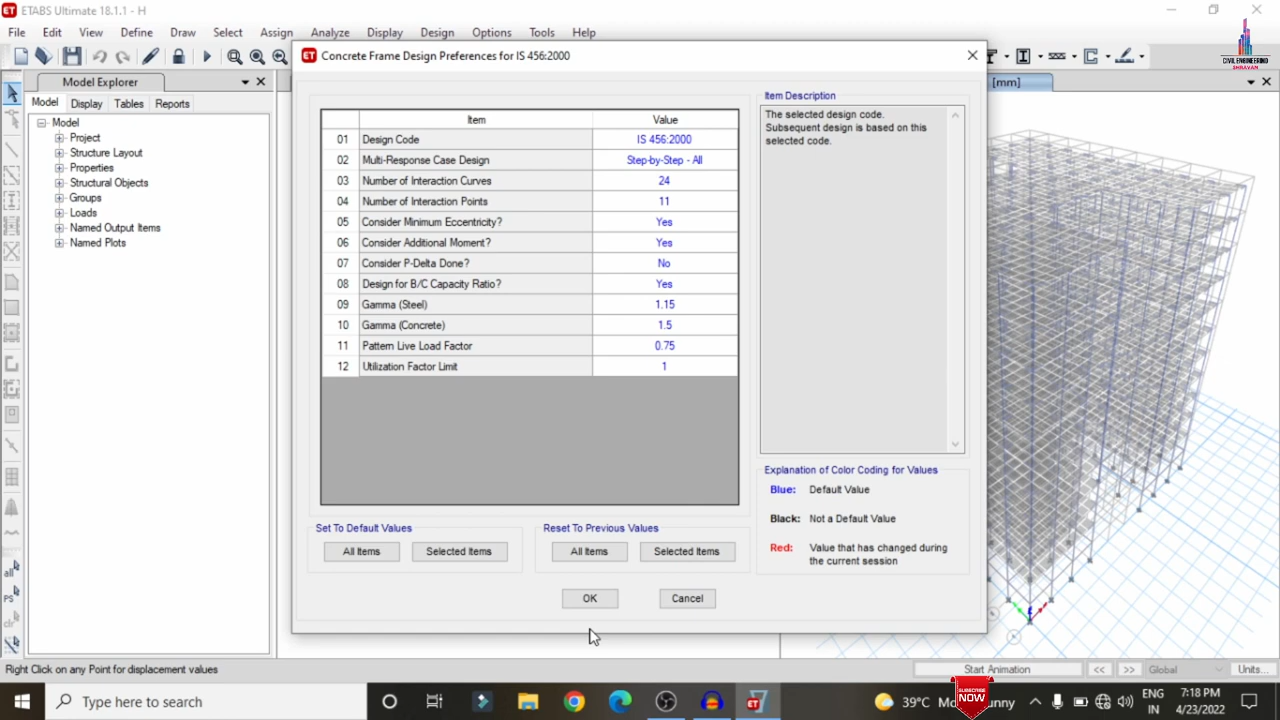 ETABS Ultimate 18.1.1 - H
File Edit View Define Draw Select Assign Analyze Display Design Options Tools Help
CIVILENGINEERING
SHRAVAN
Model Explorer
Model Display Tables Reports
Model
Project
Structure Layout
Properties
Structural Objects
Groups
Loads
Named Output Items
Named Plots
all
PS
clr
[mm]
Concrete Frame Design Preferences for IS 456:2000
Item Value
01 Design Code IS 456:2000
02 Multi-Response Case Design Step-by-Step - All
03 Number of Interaction Curves 24
04 Number of Interaction Points 11
05 Consider Minimum Eccentricity? Yes
06 Consider Additional Moment? Yes
07 Consider P-Delta Done? No
08 Design for B/C Capacity Ratio? Yes
09 Gamma (Steel) 1.15
10 Gamma (Concrete) 1.5
11 Pattern Live Load Factor 0.75
12 Utilization Factor Limit 1
Item Description
The selected design code.
Subsequent design is based on this
selected code.
Explanation of Color Coding for Values
Blue: Default Value
Black: Not a Default Value
Red: Value that has changed during
the current session
Set To Default Values
All Items Selected Items
Reset To Previous Values
All Items Selected Items
OK Cancel
Right Click on any Point for displacement values
Start Animation << >> Global Units...
Type here to search
39°C
SUBSCRIBE
NOW
ENG
IN
7:18 PM
4/23/2022